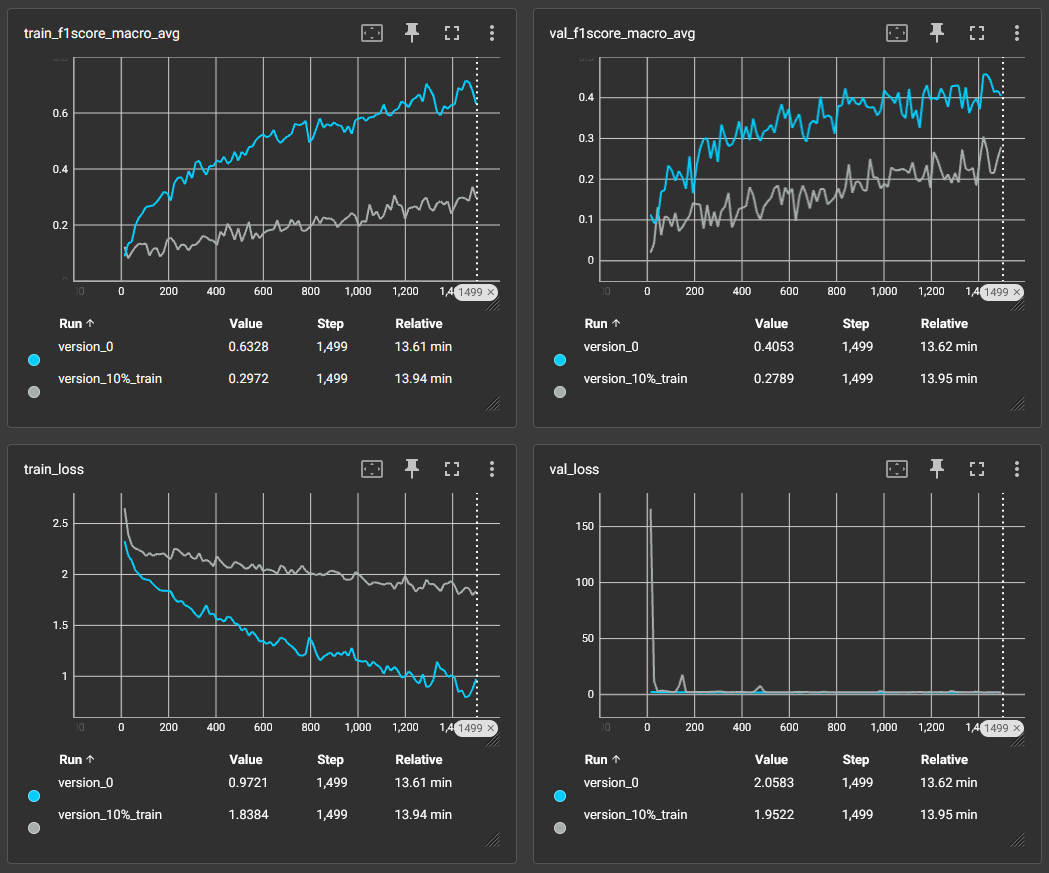 train_f1score_macro_avg
0.6
0.4
0.2
0 200 400 600 800 1,000 1,200 1,4
1499 ×
Run ↑ Value Step Relative
version_0 0.6328 1,499 13.61 min
version_10%_train 0.2972 1,499 13.94 min
val_f1score_macro_avg
0.4
0.3
0.2
0.1
0
0 200 400 600 800 1,000 1,200 1,4
1499 ×
Run ↑ Value Step Relative
version_0 0.4053 1,499 13.62 min
version_10%_train 0.2789 1,499 13.95 min
train_loss
2.5
2
1.5
1
0 200 400 600 800 1,000 1,200 1,4
1499 ×
Run ↑ Value Step Relative
version_0 0.9721 1,499 13.61 min
version_10%_train 1.8384 1,499 13.94 min
val_loss
150
100
50
0
0 200 400 600 800 1,000 1,200 1,4
1499 ×
Run ↑ Value Step Relative
version_0 2.0583 1,499 13.62 min
version_10%_train 1.9522 1,499 13.95 min